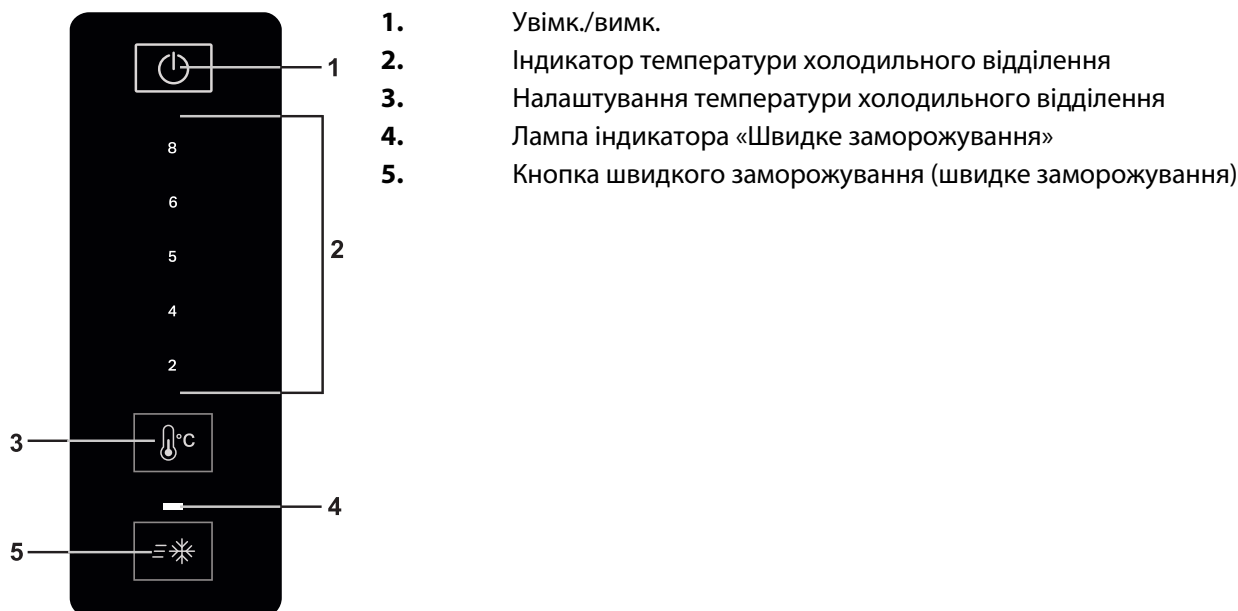 1
8
6
5
4
2
2
3
°C
4
5
1. Увімк./вимк.
2. Індикатор температури холодильного відділення
3. Налаштування температури холодильного відділення
4. Лампа індикатора «Швидке заморожування»
5. Кнопка швидкого заморожування (швидке заморожування)